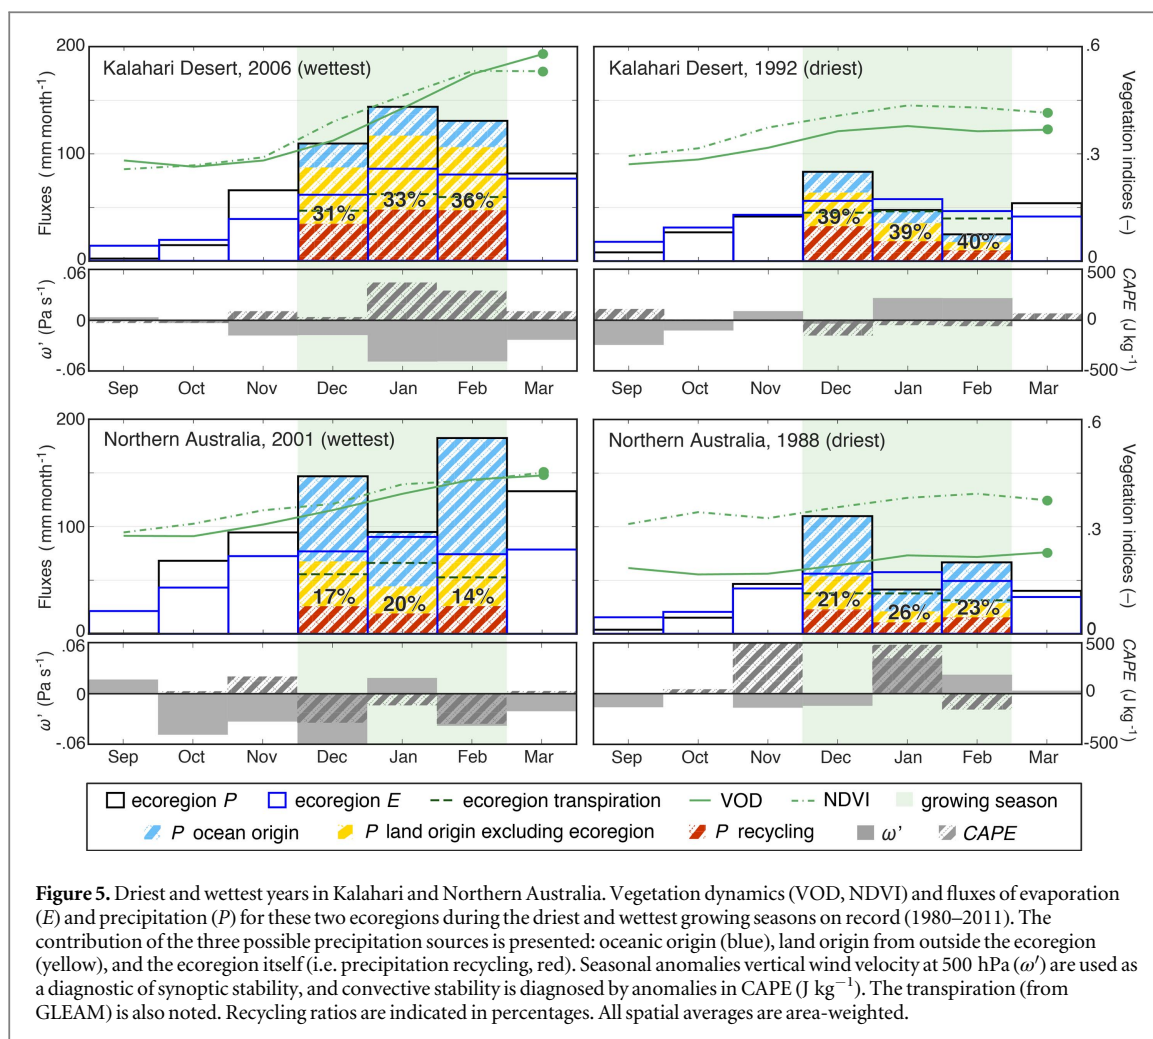 200
Kalahari Desert, 2006 (wettest)
Kalahari Desert, 1992 (driest)
.6
Fluxes (mm month-1)
100
.3
Vegetation indices (–)
31%
33%
36%
39%
39%
40%
0
0
.06
500
ω' (Pa s-1)
0
0
CAPE (J kg-1)
-.06
-500
Sep Oct Nov Dec Jan Feb Mar
Sep Oct Nov Dec Jan Feb Mar
200
Northern Australia, 2001 (wettest)
Northern Australia, 1988 (driest)
.6
Fluxes (mm month-1)
100
.3
Vegetation indices (–)
17%
20%
14%
21%
26%
23%
0
0
.06
500
ω' (Pa s-1)
0
0
CAPE (J kg-1)
-.06
-500
Sep Oct Nov Dec Jan Feb Mar
Sep Oct Nov Dec Jan Feb Mar
ecoregion P ecoregion E ecoregion transpiration VOD NDVI growing season
P ocean origin P land origin excluding ecoregion P recycling ω' CAPE
Figure 5. Driest and wettest years in Kalahari and Northern Australia. Vegetation dynamics (VOD, NDVI) and fluxes of evaporation
(E) and precipitation (P) for these two ecoregions during the driest and wettest growing seasons on record (1980–2011). The
contribution of the three possible precipitation sources is presented: oceanic origin (blue), land origin from outside the ecoregion
(yellow), and the ecoregion itself (i.e. precipitation recycling, red). Seasonal anomalies vertical wind velocity at 500 hPa (ω′) are used as
a diagnostic of synoptic stability, and convective stability is diagnosed by anomalies in CAPE (J kg−1). The transpiration (from
GLEAM) is also noted. Recycling ratios are indicated in percentages. All spatial averages are area-weighted.